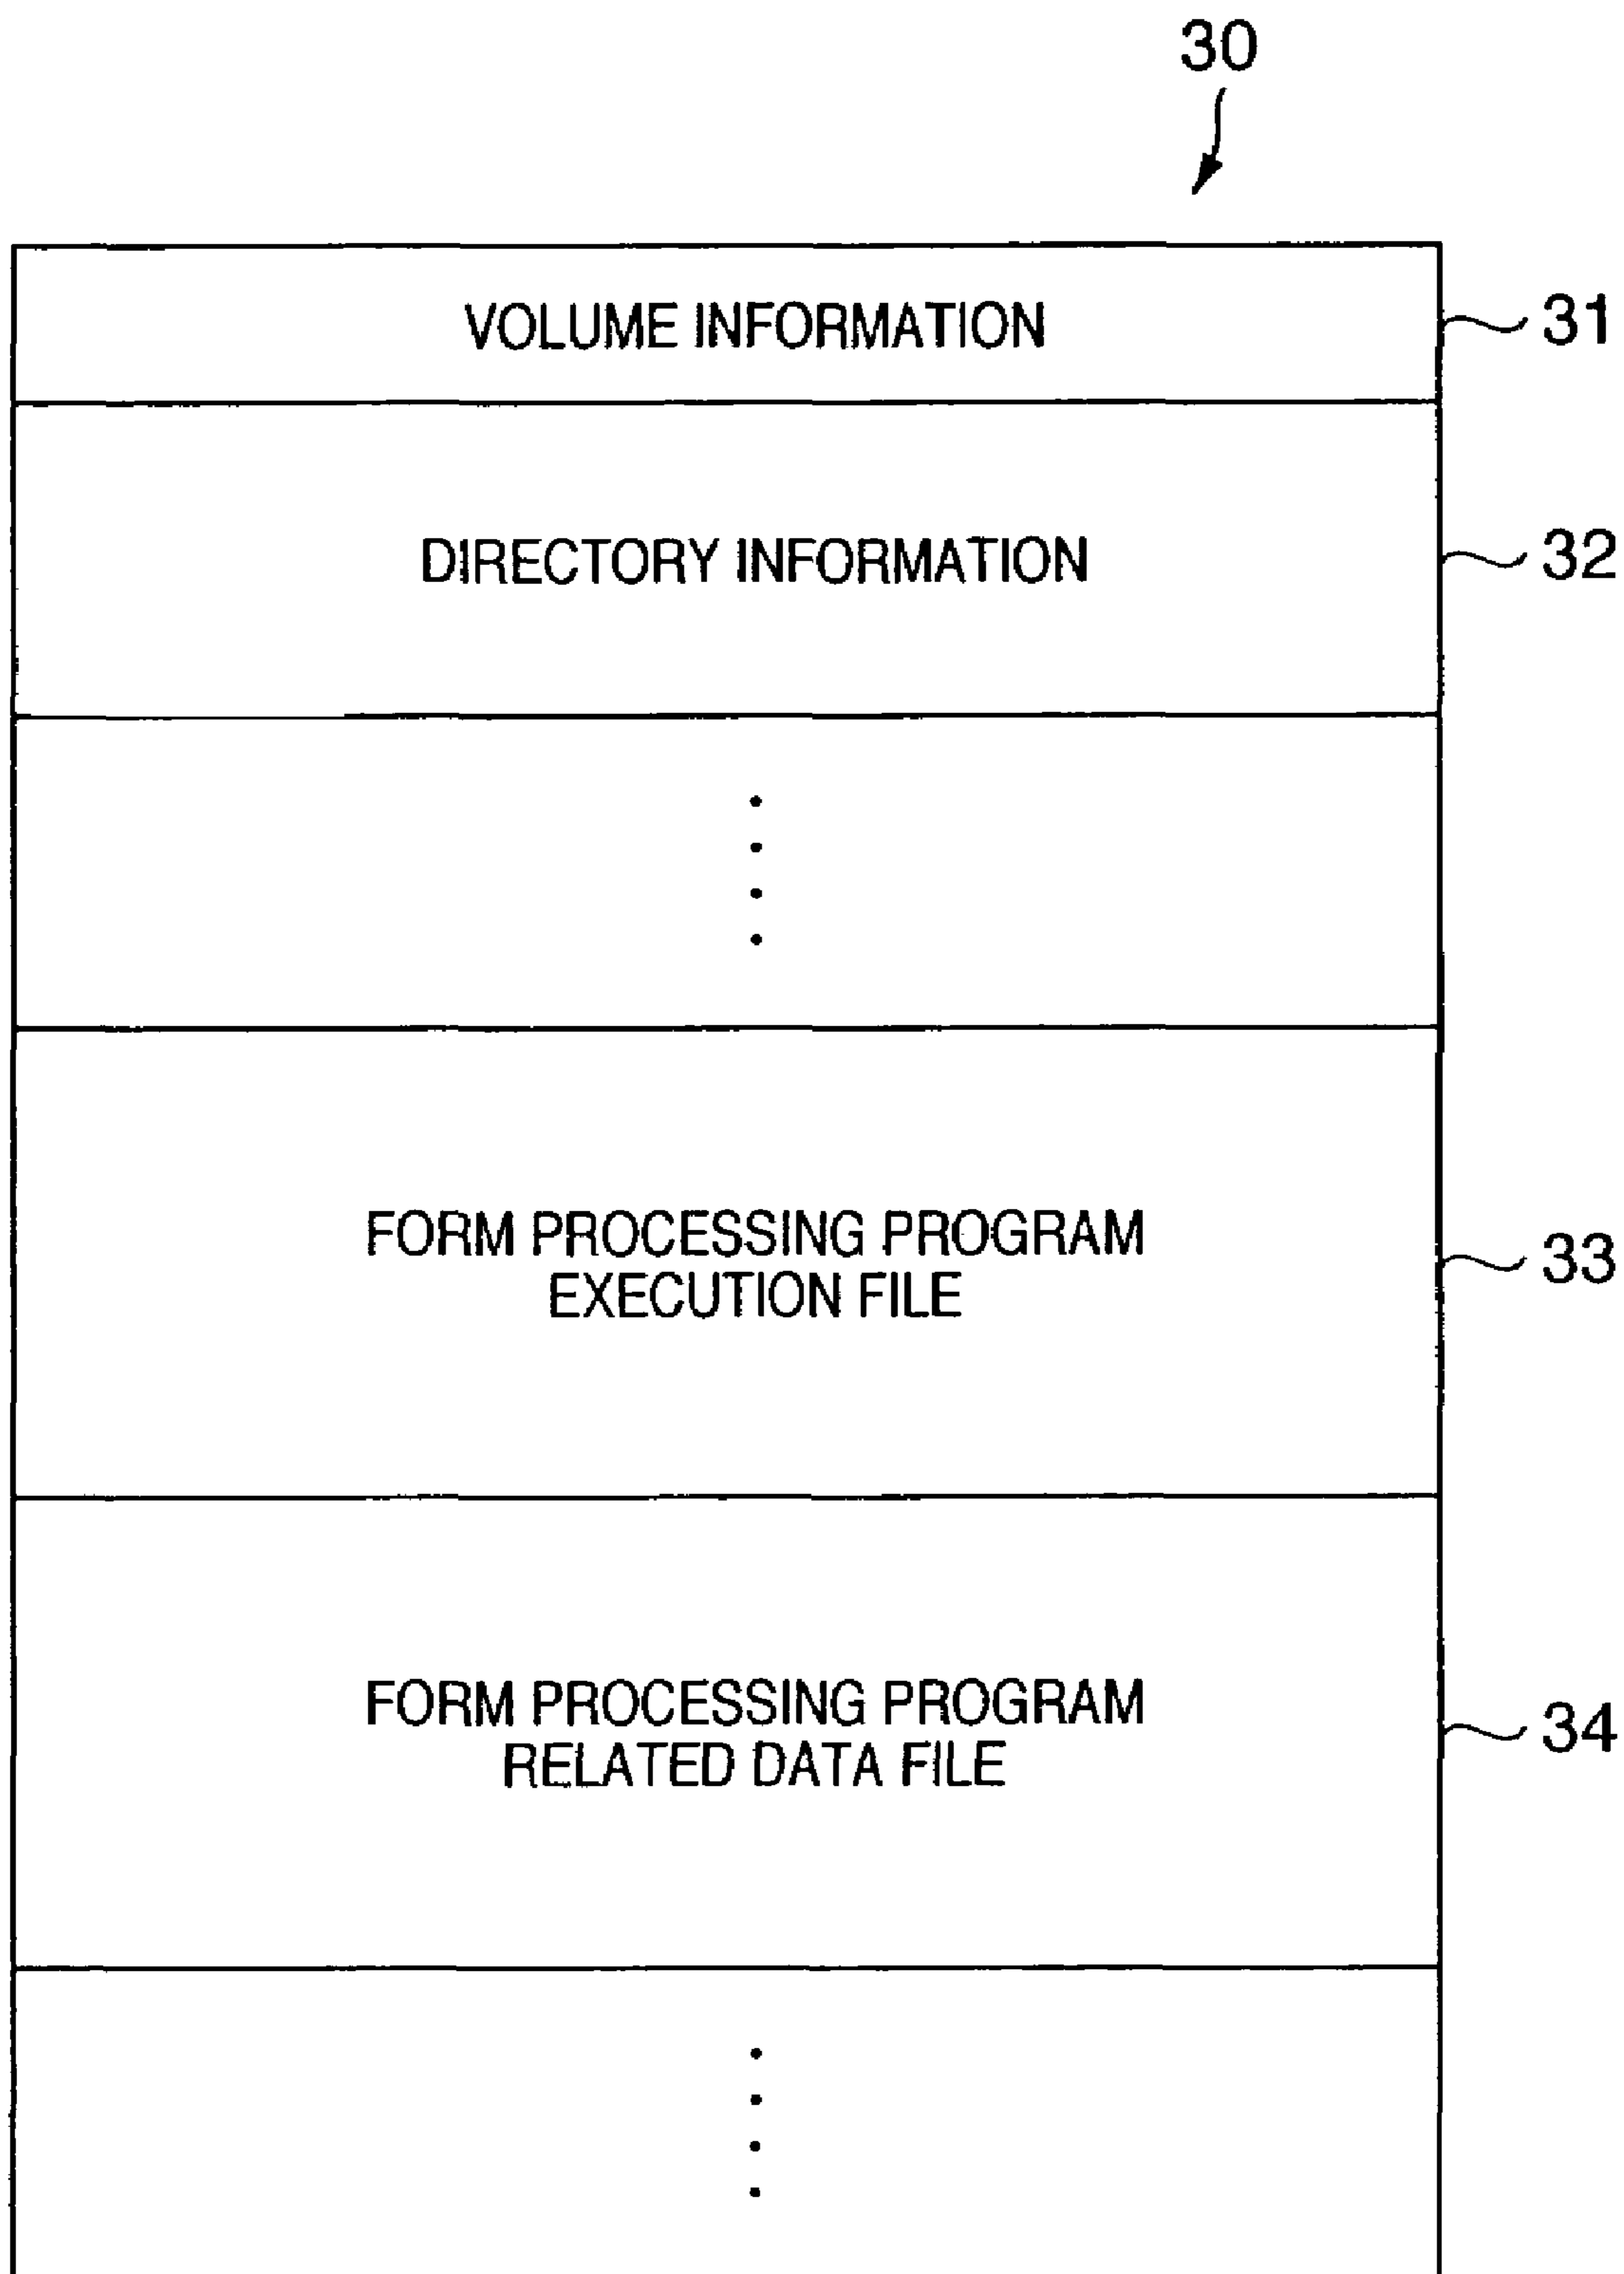 30
VOLUME INFORMATION
31
DIRECTORY INFORMATION
32
FORM PROCESSING PROGRAM
EXECUTION FILE
33
FORM PROCESSING PROGRAM
RELATED DATA FILE
34